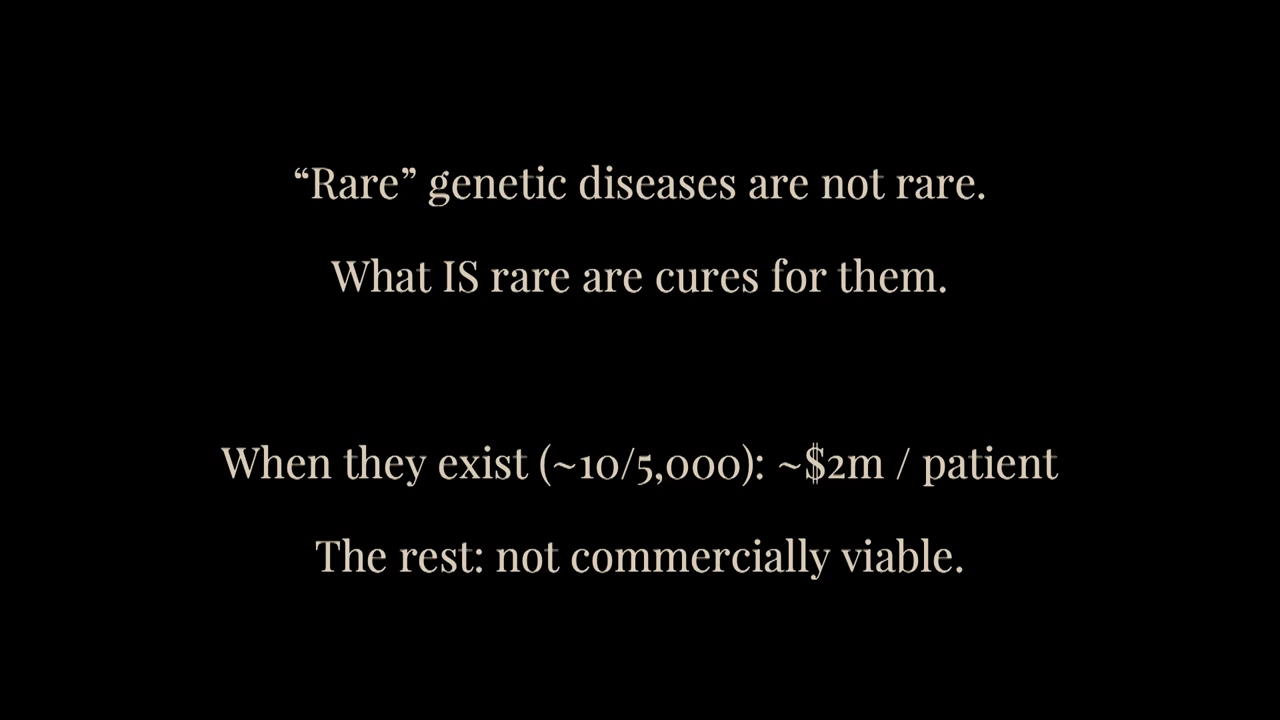 “Rare” genetic diseases are not rare.
What IS rare are cures for them.
When they exist (~10/5,000): ~$2m / patient
The rest: not commercially viable.